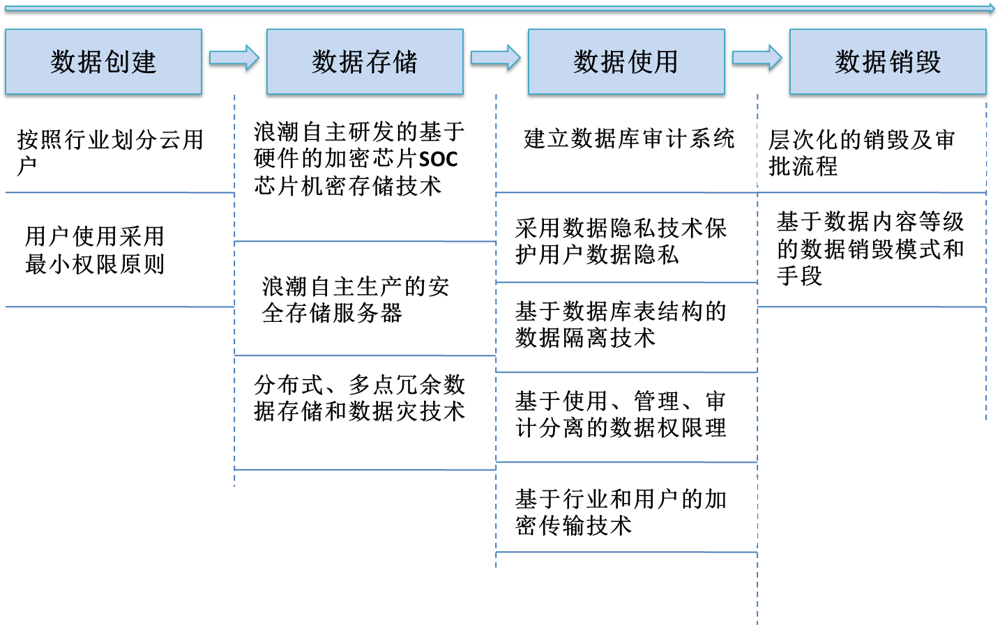 数据创建
数据存储
数据使用
数据销毁
按照行业划分云用
户
用户使用采用
最小权限原则
浪潮自主研发的基于
硬件的加密芯片SOC
芯片机密存储技术
浪潮自主生产的安
全存储服务器
分布式、多点冗余数
据存储和数据灾技术
建立数据库审计系统
采用数据隐私技术保
护用户数据隐私
基于数据库表结构的
数据隔离技术
基于使用、管理、审
计分离的数据权限理
基于行业和用户的加
密传输技术
层次化的销毁及审
批流程
基于数据内容等级
的数据销毁模式和
手段